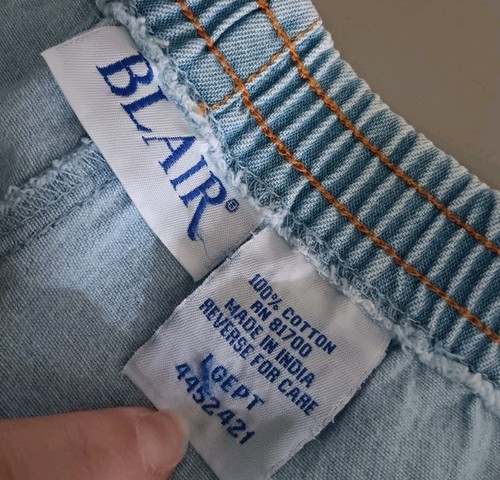 BLAIR®
100% COTTON
RN 81700
MADE IN INDIA
REVERSE FOR CARE
LGEPT
4452421